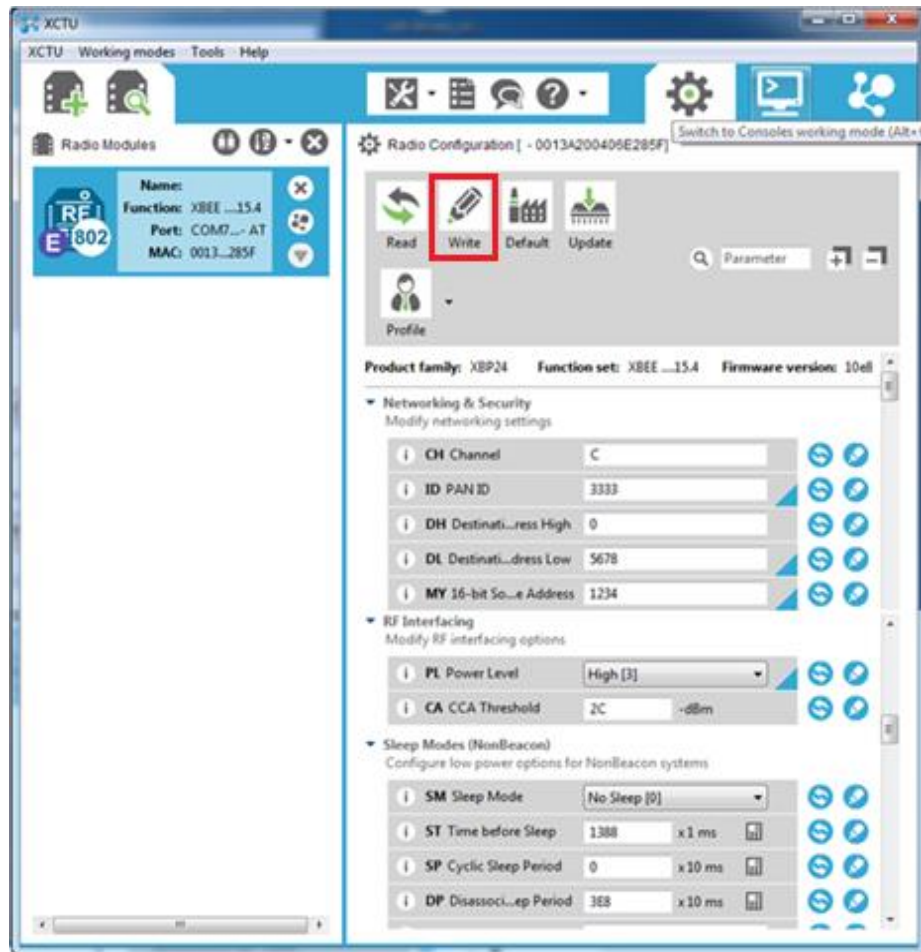 XCTU
XCTU Working modes Tools Help
Switch to Consoles working mode (Alt+
Radio Modules
Radio Configuration [ - 0013A200406E285F]
Name:
Function: XBEE ....15.4
Port: COM7...- AT
MAC: 0013...285F
RF
E 802
Read Write Default Update
Parameter
Profile
Product family: XBP24 Function set: XBEE ....15.4 Firmware version: 10e8
Networking & Security
Modify networking settings
i CH Channel C
i ID PAN ID 3333
i DH Destinati...ress High 0
i DL Destinati...dress Low 5678
i MY 16-bit So...e Address 1234
RF Interfacing
Modify RF interfacing options
i PL Power Level High [3]
i CA CCA Threshold 2C -dBm
Sleep Modes (NonBeacon)
Configure low power options for NonBeacon systems
i SM Sleep Mode No Sleep [0]
i ST Time before Sleep 1388 x 1 ms
i SP Cyclic Sleep Period 0 x 10 ms
i DP Disassoci...ep Period 3E8 x 10 ms